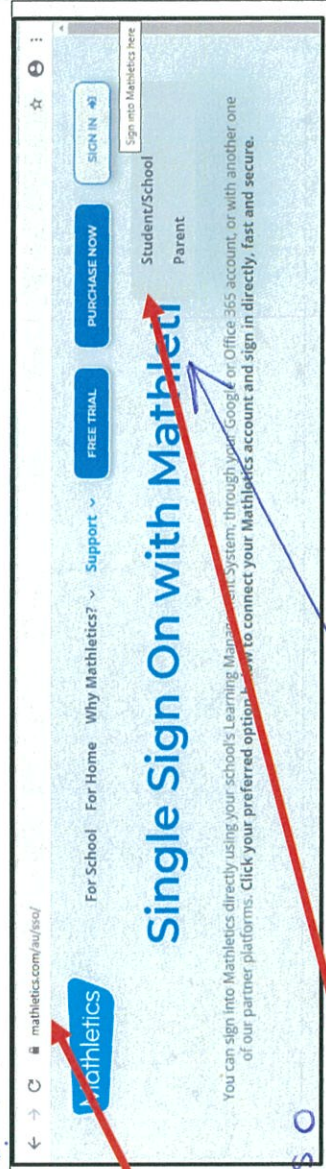 mathletics.com/au/sso/
Mathletics
For School For Home Why Mathletics? Support
FREE TRIAL
PURCHASE NOW
SIGN IN
Sign into Mathletics here
Student/School
Parent
Single Sign On with Mathleti
You can sign into Mathletics directly using your school's Learning Management System, through your Google or Office 365 account, or with another one
of our partner platforms. Click your preferred option below to connect your Mathletics account and sign in directly, fast and secure.
s o